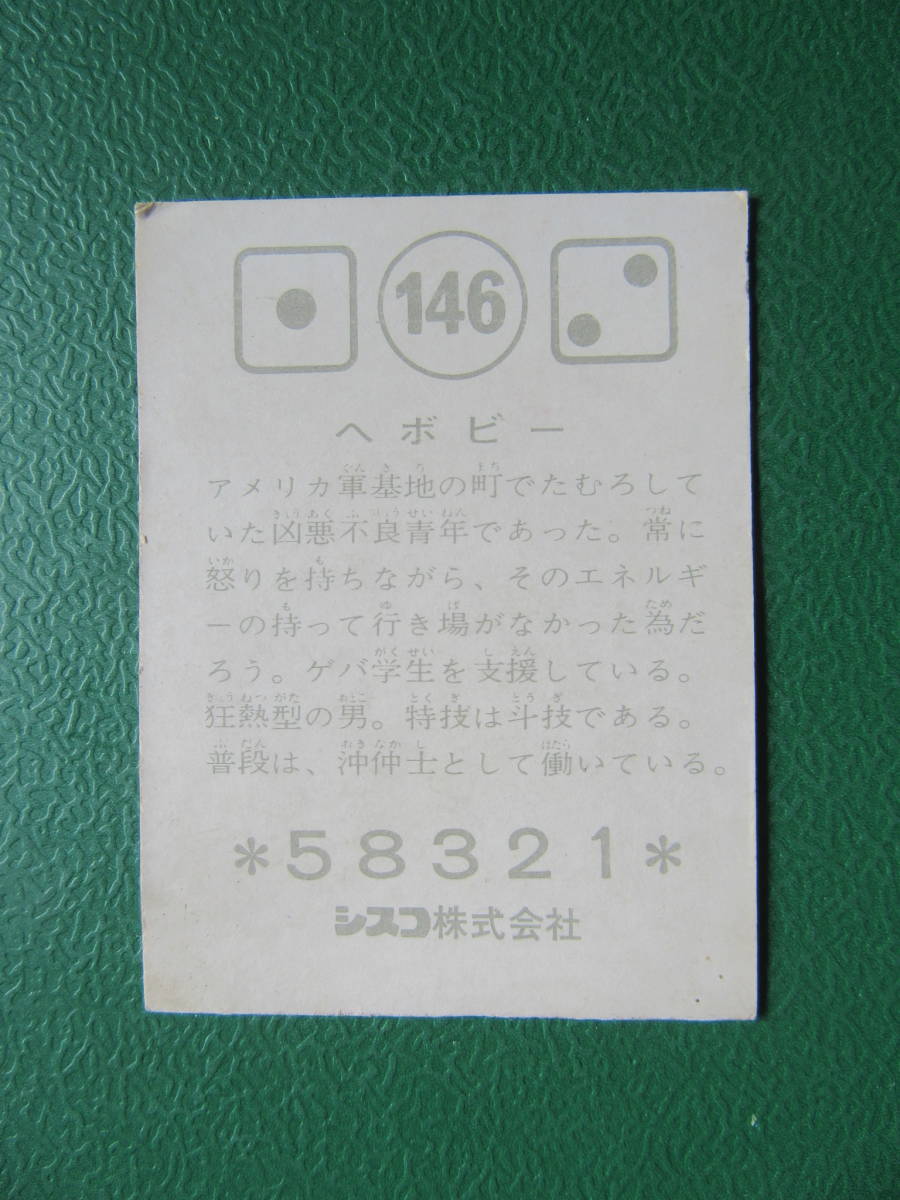 146
ヘボビー
アメリカ軍基地の町でたむろして
いた凶悪不良青年であった。常に
怒りを持ちながら、そのエネルギ
ーの持って行き場がなかった為だ
ろう。ゲバ学生を支援している。
狂熱型の男。特技は斗技である。
普段は、沖仲士として働いている。
*58321*
シスコ株式会社